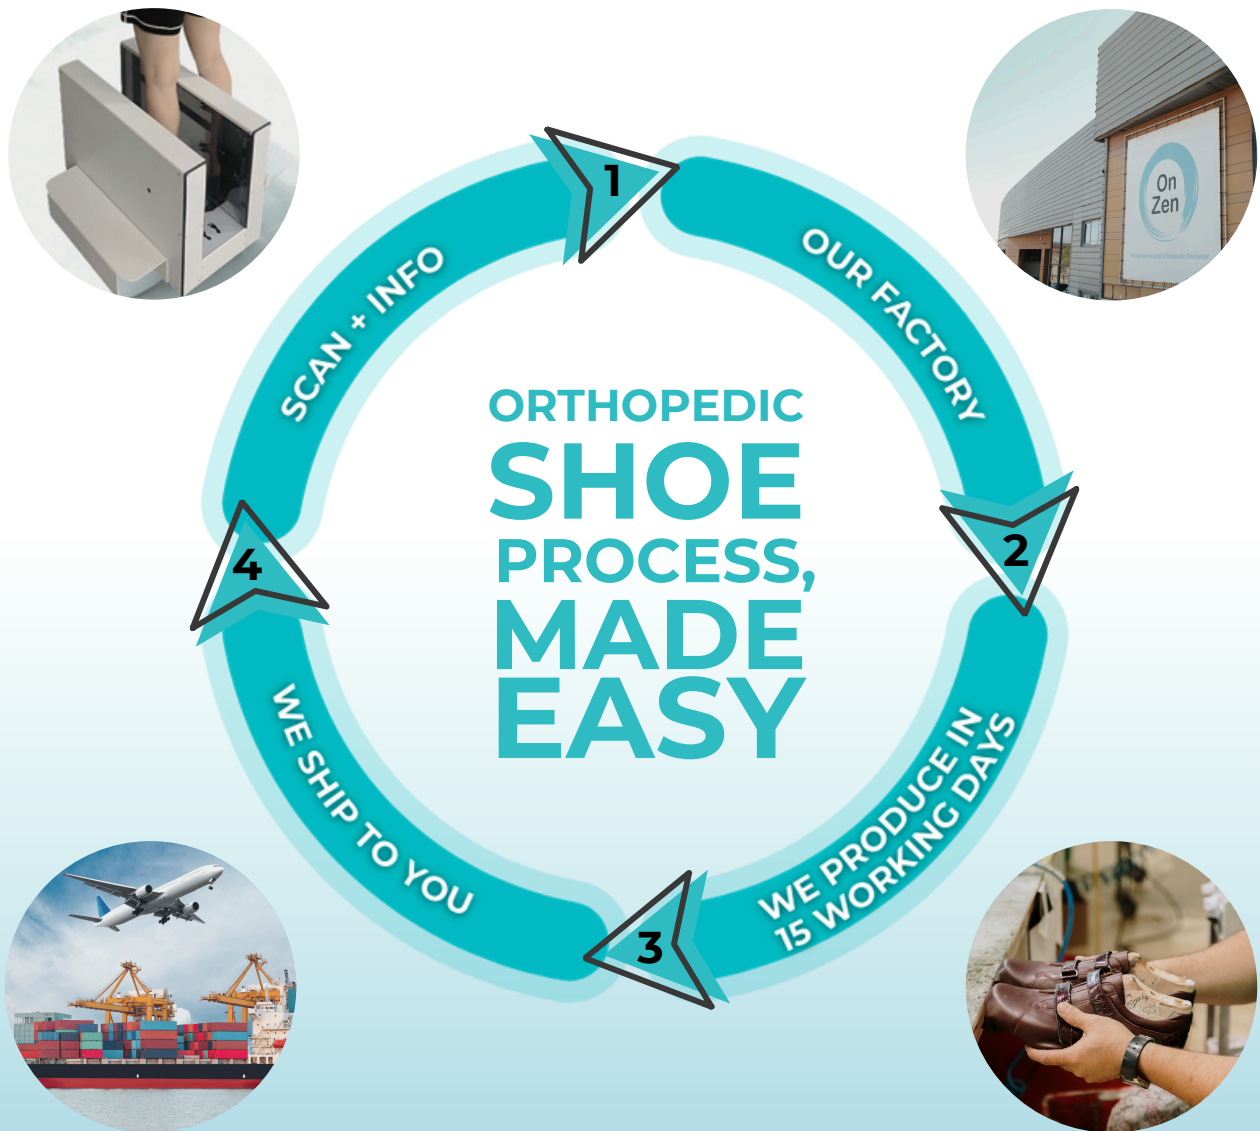 1
SCAN + INFO
OUR FACTORY
2
WE PRODUCE IN
15 WORKING DAYS
3
WE SHIP TO YOU
4
ORTHOPEDIC
SHOE
PROCESS,
MADE
EASY
On
Zen